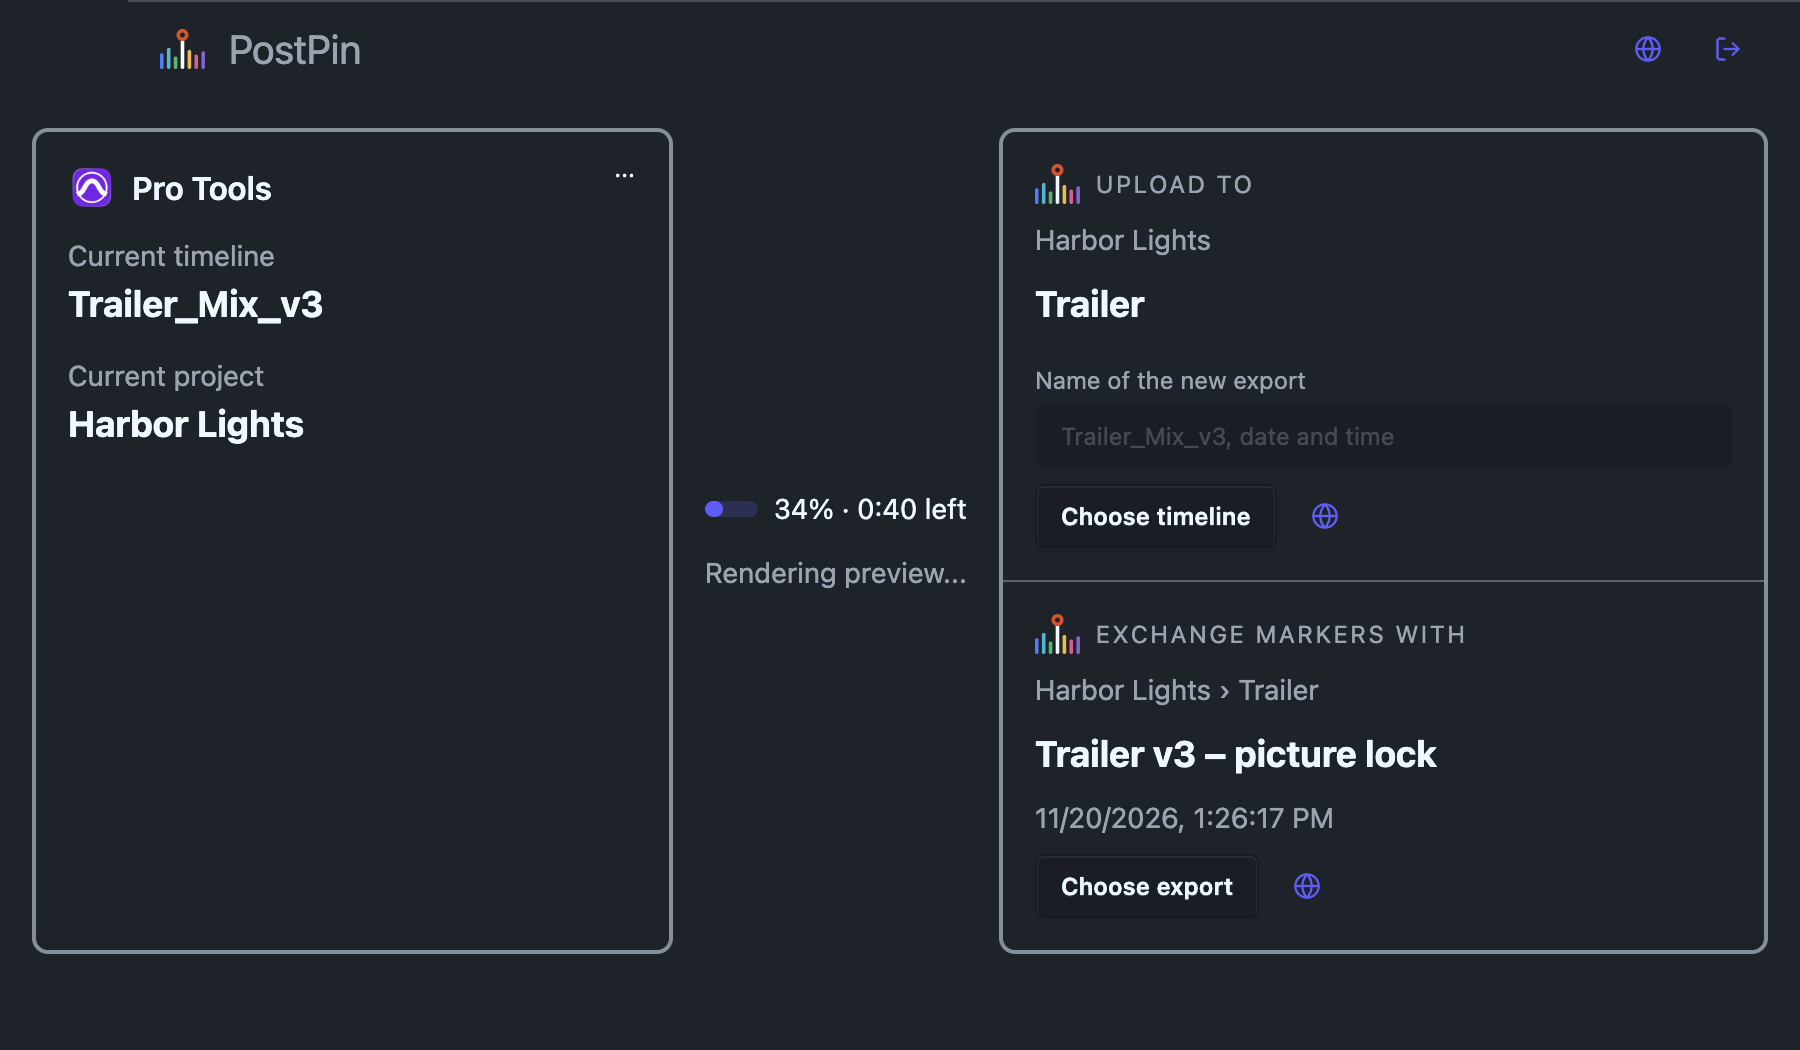 PostPin
Pro Tools
...
Current timeline
Trailer_Mix_v3
Current project
Harbor Lights
34% · 0:40 left
Rendering preview...
UPLOAD TO
Harbor Lights
Trailer
Name of the new export
Trailer_Mix_v3, date and time
Choose timeline
EXCHANGE MARKERS WITH
Harbor Lights › Trailer
Trailer v3 – picture lock
11/20/2026, 1:26:17 PM
Choose export